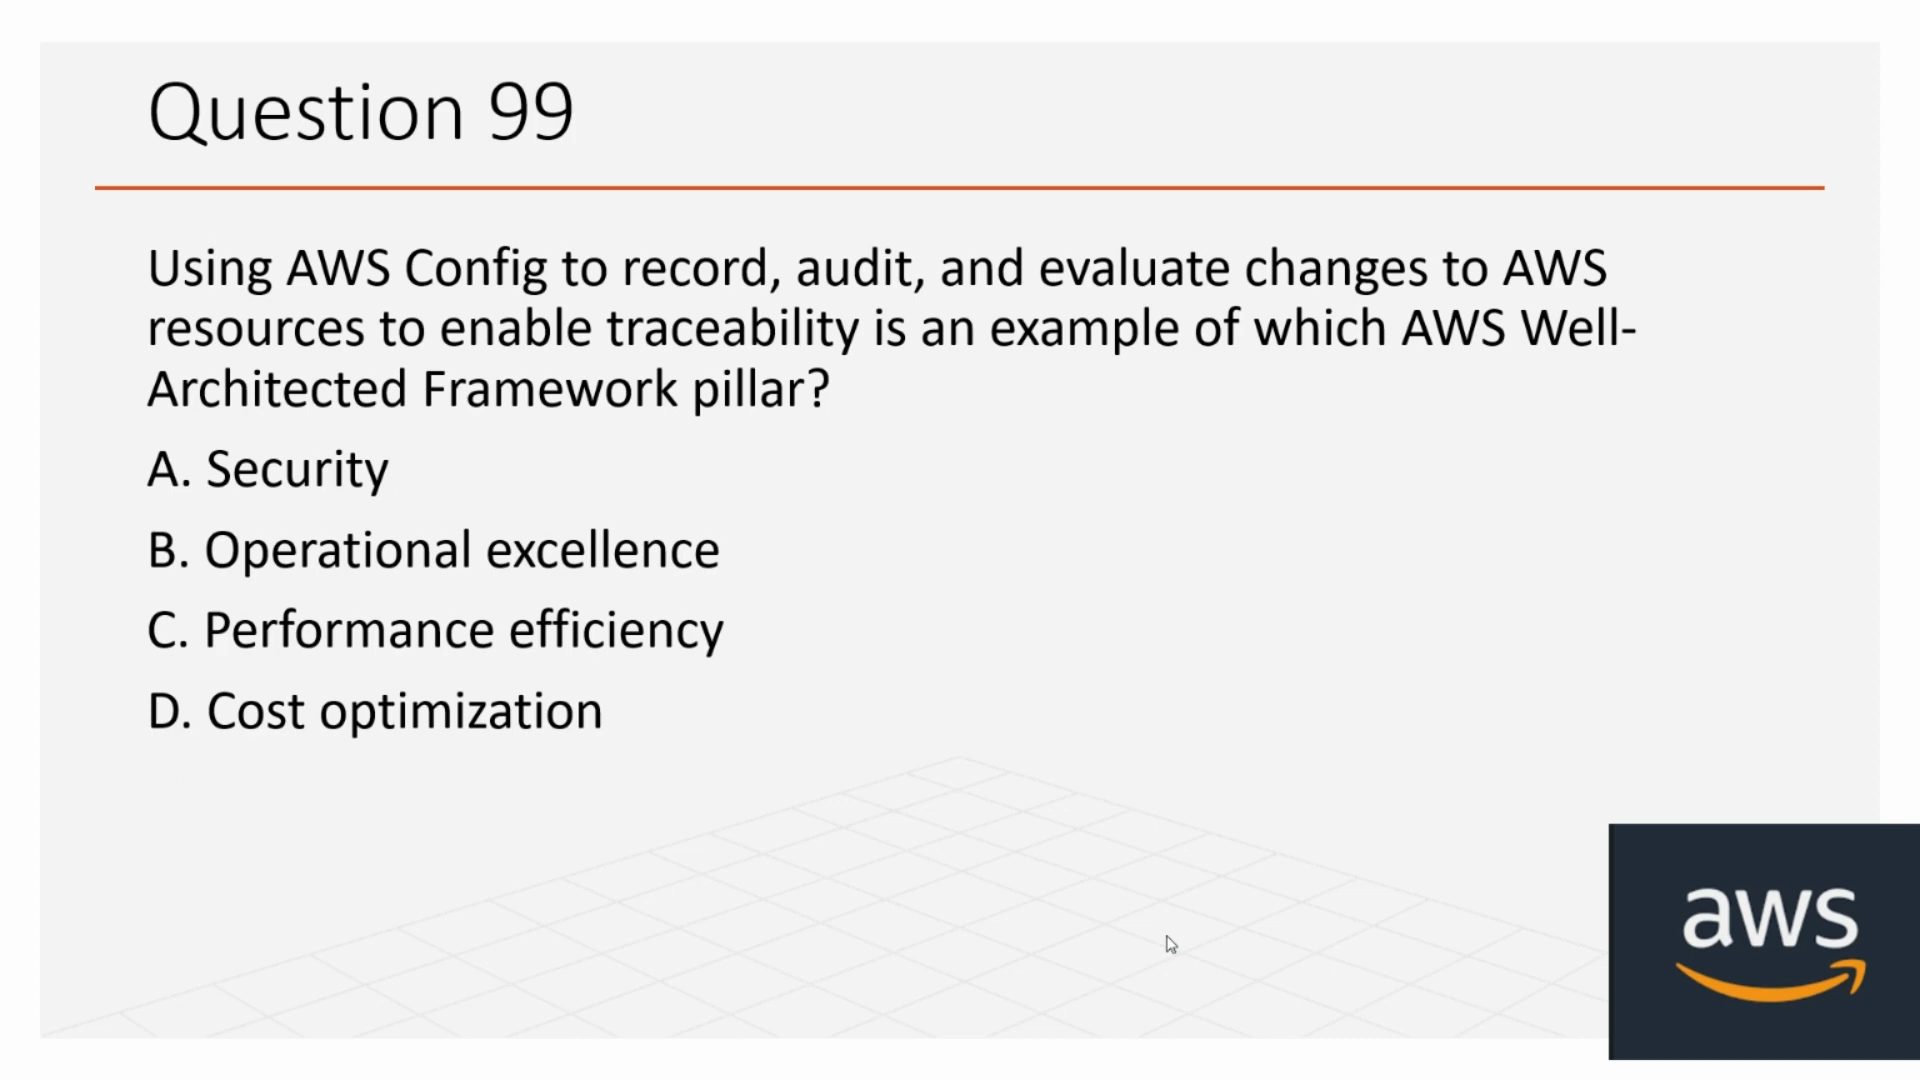 Question 99
Using AWS Config to record, audit, and evaluate changes to AWS
resources to enable traceability is an example of which AWS Well-
Architected Framework pillar?
A. Security
B. Operational excellence
C. Performance efficiency
D. Cost optimization
aws